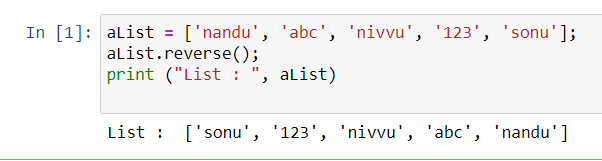 In [1]: aList = ['nandu', 'abc', 'nivvu', '123', 'sonu'];
aList.reverse();
print ("List : ", aList)
List :  ['sonu', '123', 'nivvu', 'abc', 'nandu']